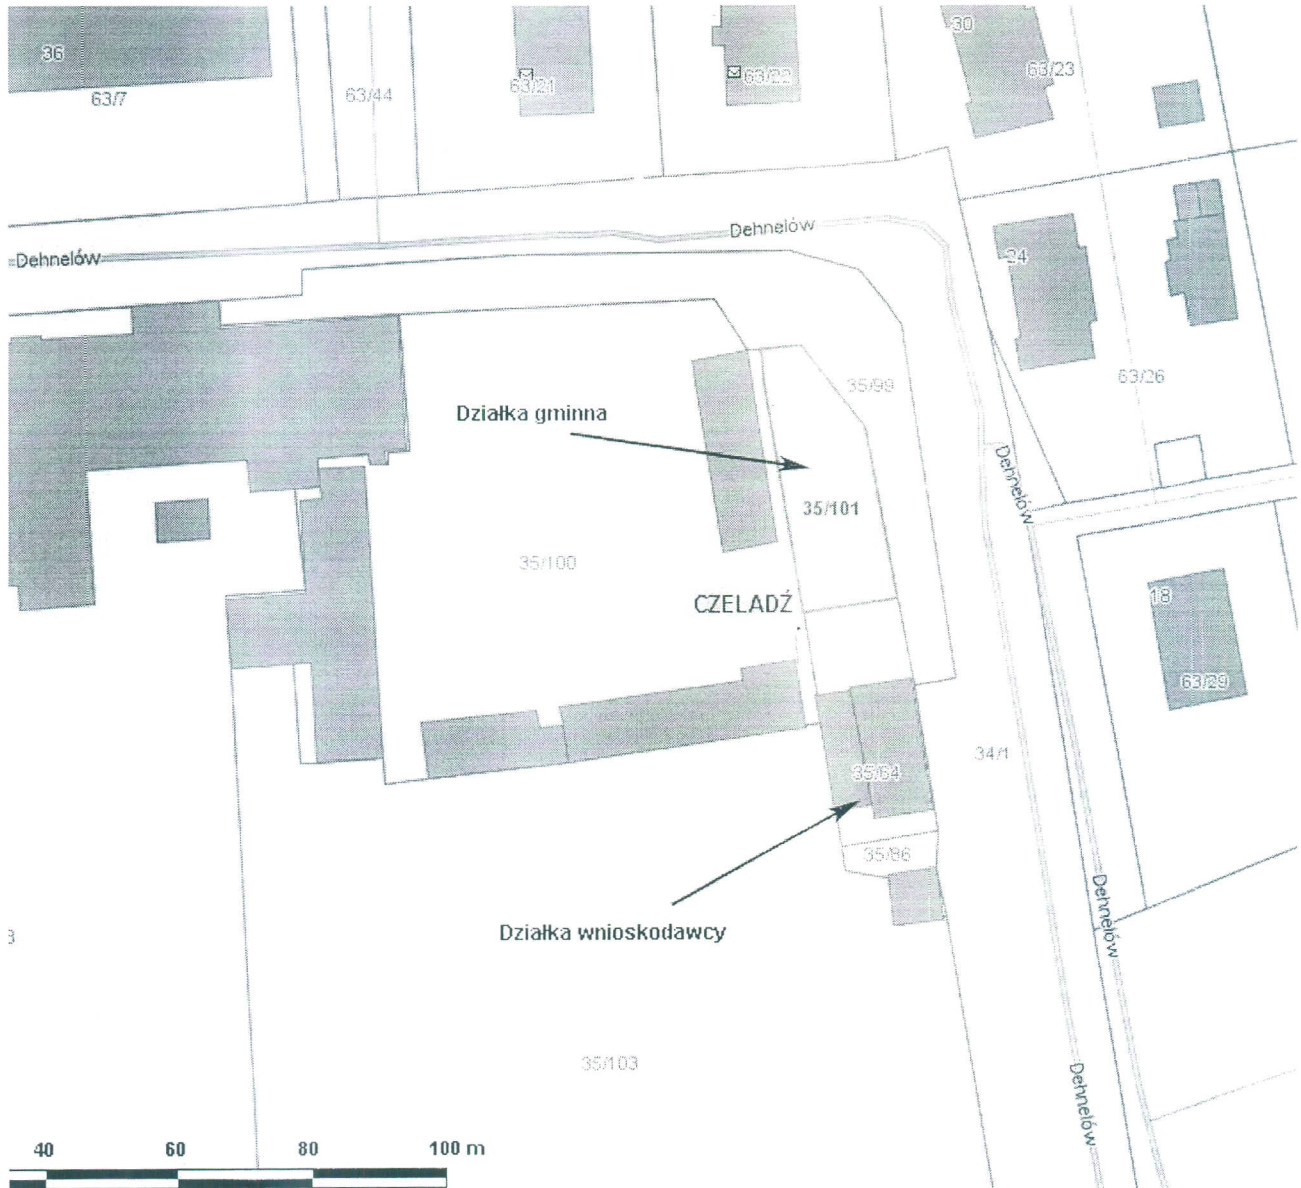 36
63/7
63/44
63/21
63/22
30
63/23
Dehnelów
Dehnelów
24
63/26
35/99
Działka gminna
35/101
Dehnelów
35/100
CZELADŹ
18
63/29
35/64
34/1
35/86
Działka wnioskodawcy
Dehnelów
35/103
Dehnelów
40 60 80 100 m